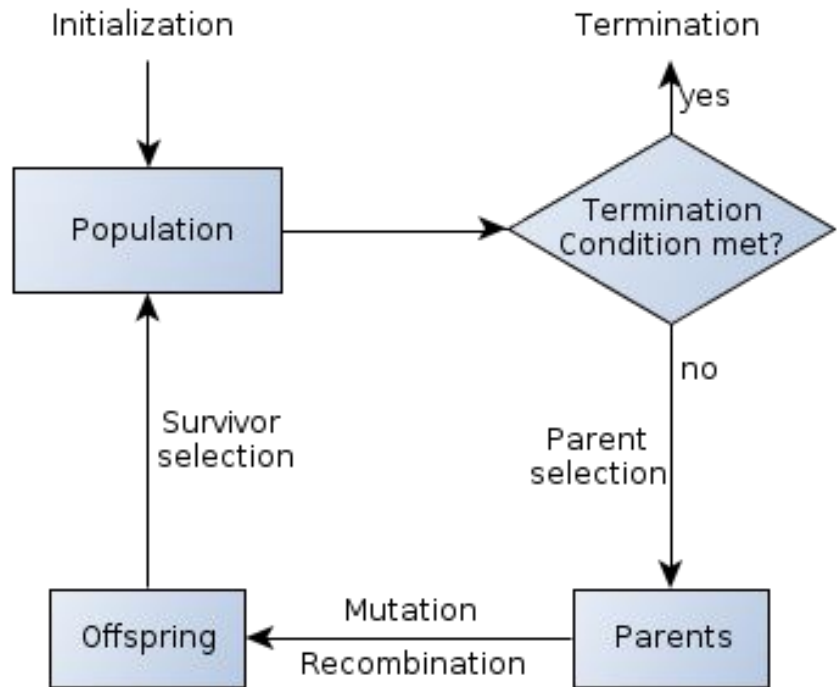 Initialization
Termination
yes
Population
Termination
Condition met?
no
Survivor
selection
Parent
selection
Mutation
Offspring
Parents
Recombination